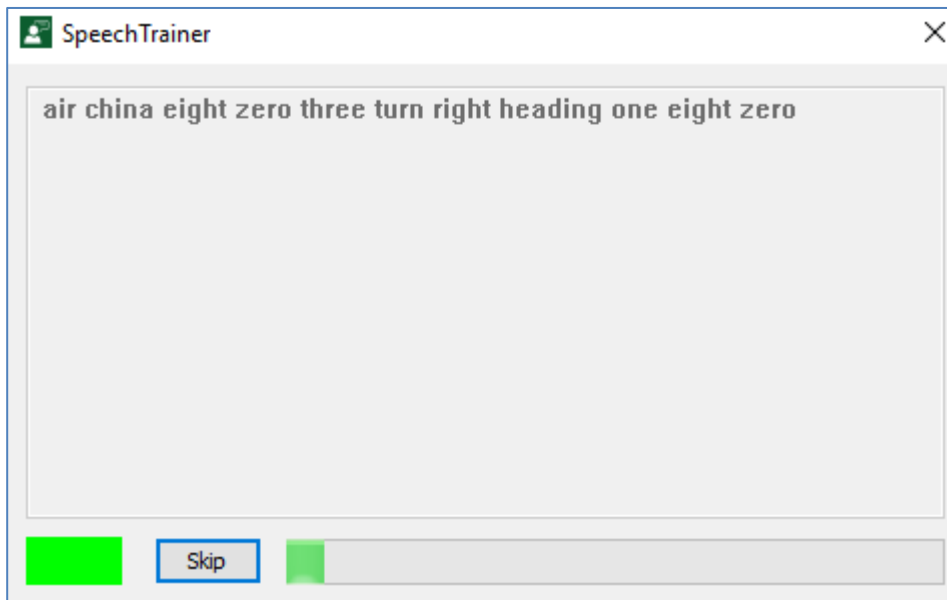 SpeechTrainer
air china eight zero three turn right heading one eight zero
Skip